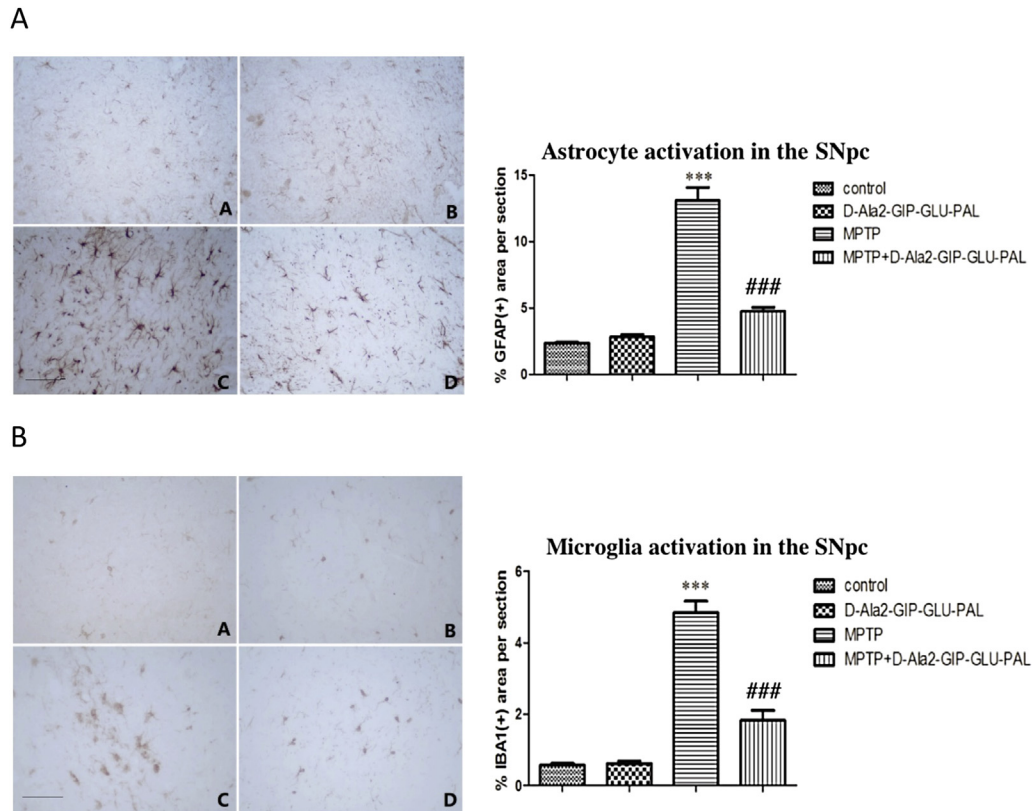 A
A
B
C
D
Astrocyte activation in the SNpc
% GFAP(+) area per section
15
10
5
0
***
###
control
D-Ala2-GIP-GLU-PAL
MPTP
MPTP+D-Ala2-GIP-GLU-PAL
B
A
B
C
D
Microglia activation in the SNpc
% IBA1(+) area per section
6
4
2
0
***
###
control
D-Ala2-GIP-GLU-PAL
MPTP
MPTP+D-Ala2-GIP-GLU-PAL